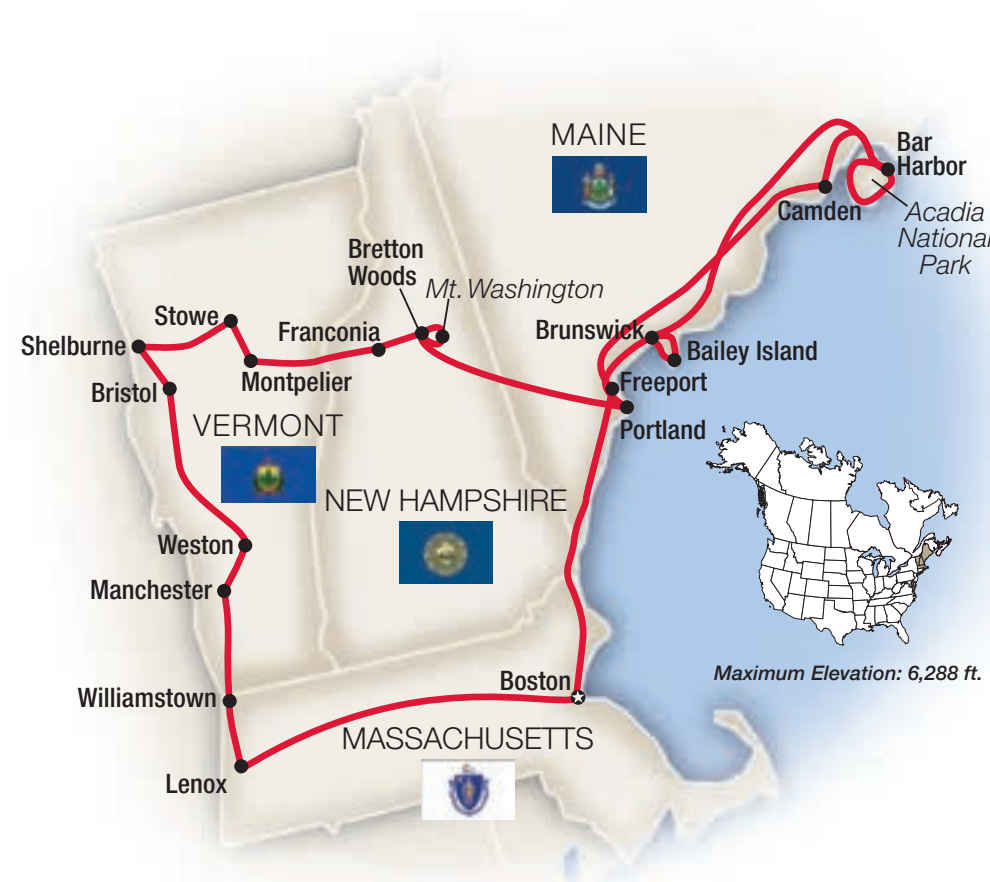 MAINE
Bar
Harbor
Camden
Acadia
National
Park
Bretton
Woods
Mt. Washington
Stowe
Franconia
Brunswick
Shelburne
Bailey Island
Montpelier
Freeport
Bristol
Portland
VERMONT
NEW HAMPSHIRE
Weston
Manchester
Boston
Maximum Elevation: 6,288 ft.
Williamstown
MASSACHUSETTS
Lenox